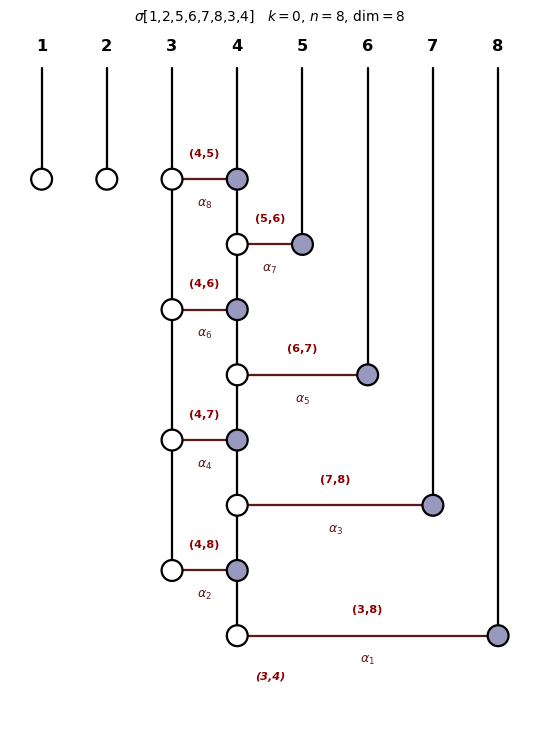 σ[1,2,5,6,7,8,3,4]   k = 0, n = 8, dim = 8
1 2 3 4 5 6 7 8
(4,5)
α8
(5,6)
α7
(4,6)
α6
(6,7)
α5
(4,7)
α4
(7,8)
α3
(4,8)
α2
(3,8)
α1
(3,4)